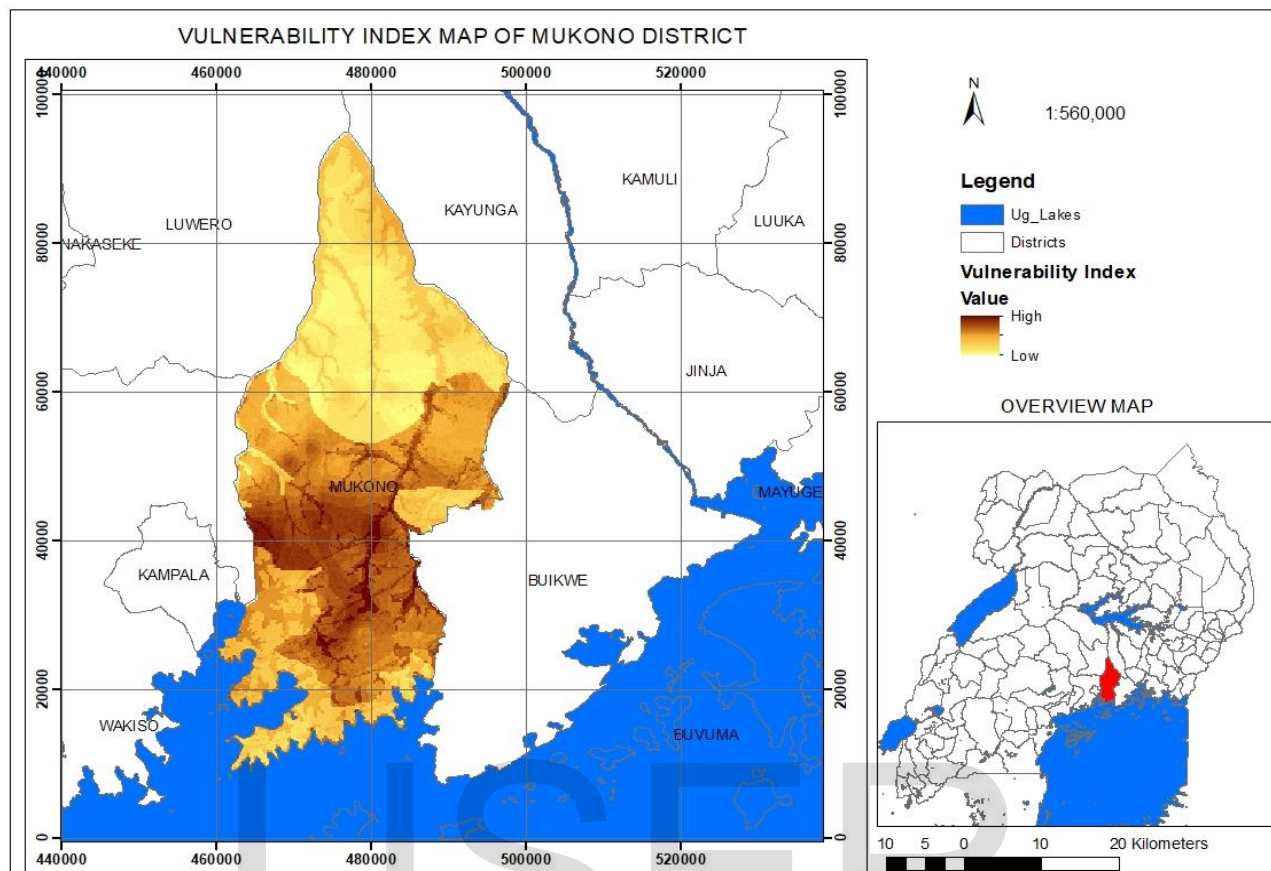 VULNERABILITY INDEX MAP OF MUKONO DISTRICT
440000 460000 480000 500000 520000
100000 100000
80000 80000
60000 60000
40000 40000
20000 20000
0 0
KAMULI
KAYUNGA
LUWERO
LUUKA
NAKASEKE
JINJA
MUKONO
MAYUGE
KAMPALA
BUIKWE
WAKISO
BUVUMA
440000 460000 480000 500000 520000
N
1:560,000
Legend
Ug_Lakes
Districts
Vulnerability Index
Value
High
Low
OVERVIEW MAP
10 5 0 10 20 Kilometers
IJSER